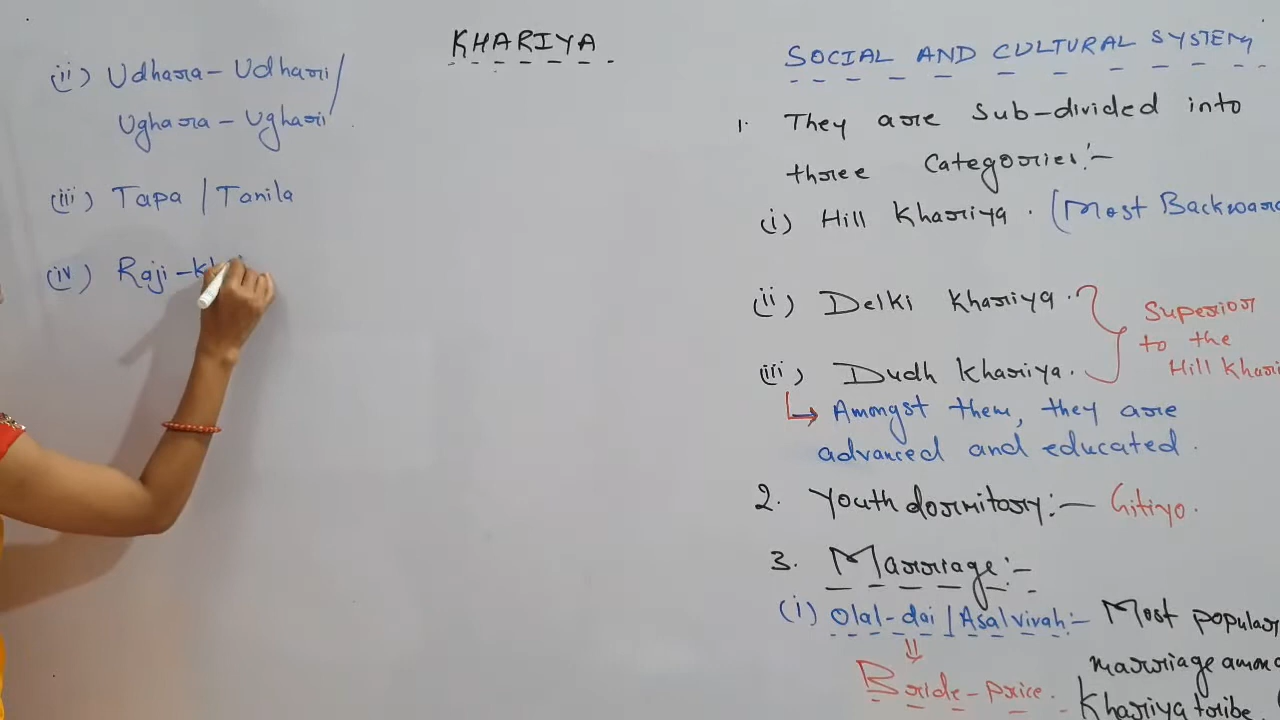 KHARIYA
(ii) Udhara - Udhari /
Ughara - Ughari
(iii) Tapa / Tanila
(iv) Raji -
SOCIAL AND CULTURAL SYSTEM
1. They are Sub-divided into
three Categories:-
(i) Hill Khariya. (Most Backward
(ii) Delki Khariya.
(iii) Dudh Khariya.
Superior
to the
Hill Khari
Amongst them, they are
advanced and educated.
2. Youth dormitory:- Gitiyo.
3. Marriage:-
(i) Olal-dai / Asal vivah:- Most popular
marriage among
Khariya tribe
Bride-price.